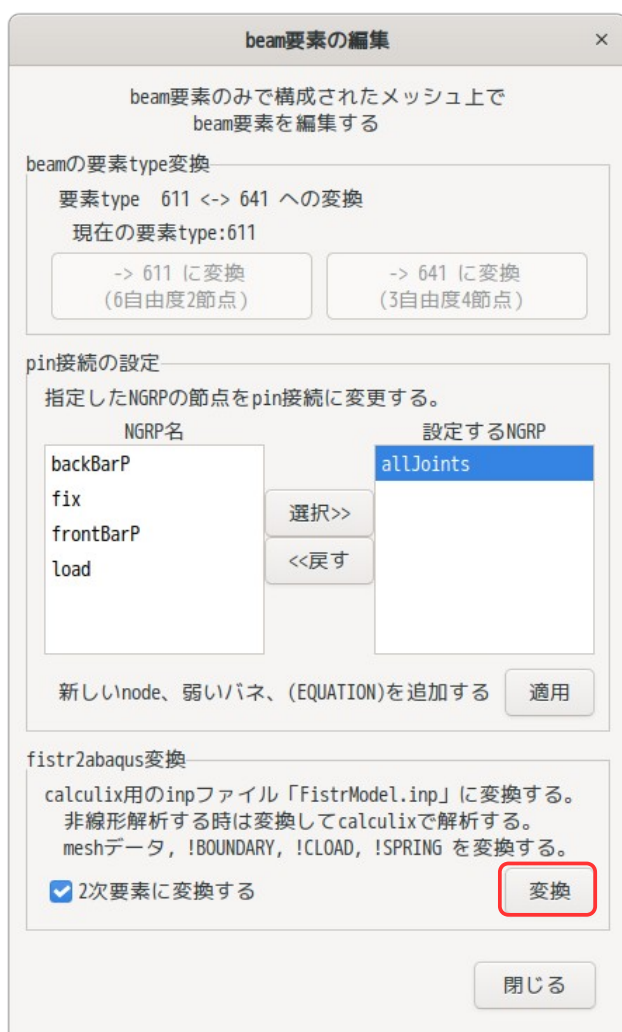 beam要素の編集 ×
beam要素のみで構成されたメッシュ上で
beam要素を編集する
beamの要素type変換
要素type 611 <-> 641 への変換
現在の要素type:611
-> 611 に変換
(6自由度2節点)
-> 641 に変換
(3自由度4節点)
pin接続の設定
指定したNGRPの節点をpin接続に変更する。
NGRP名
backBarP
fix
frontBarP
load
選択>>
<<戻す
設定するNGRP
allJoints
新しいnode、弱いバネ、(EQUATION)を追加する 適用
fistr2abaqus変換
calculix用のinpファイル「FistrModel.inp」に変換する。
非線形解析する時は変換してcalculixで解析する。
meshデータ, !BOUNDARY, !CLOAD, !SPRING を変換する。
2次要素に変換する 変換
閉じる